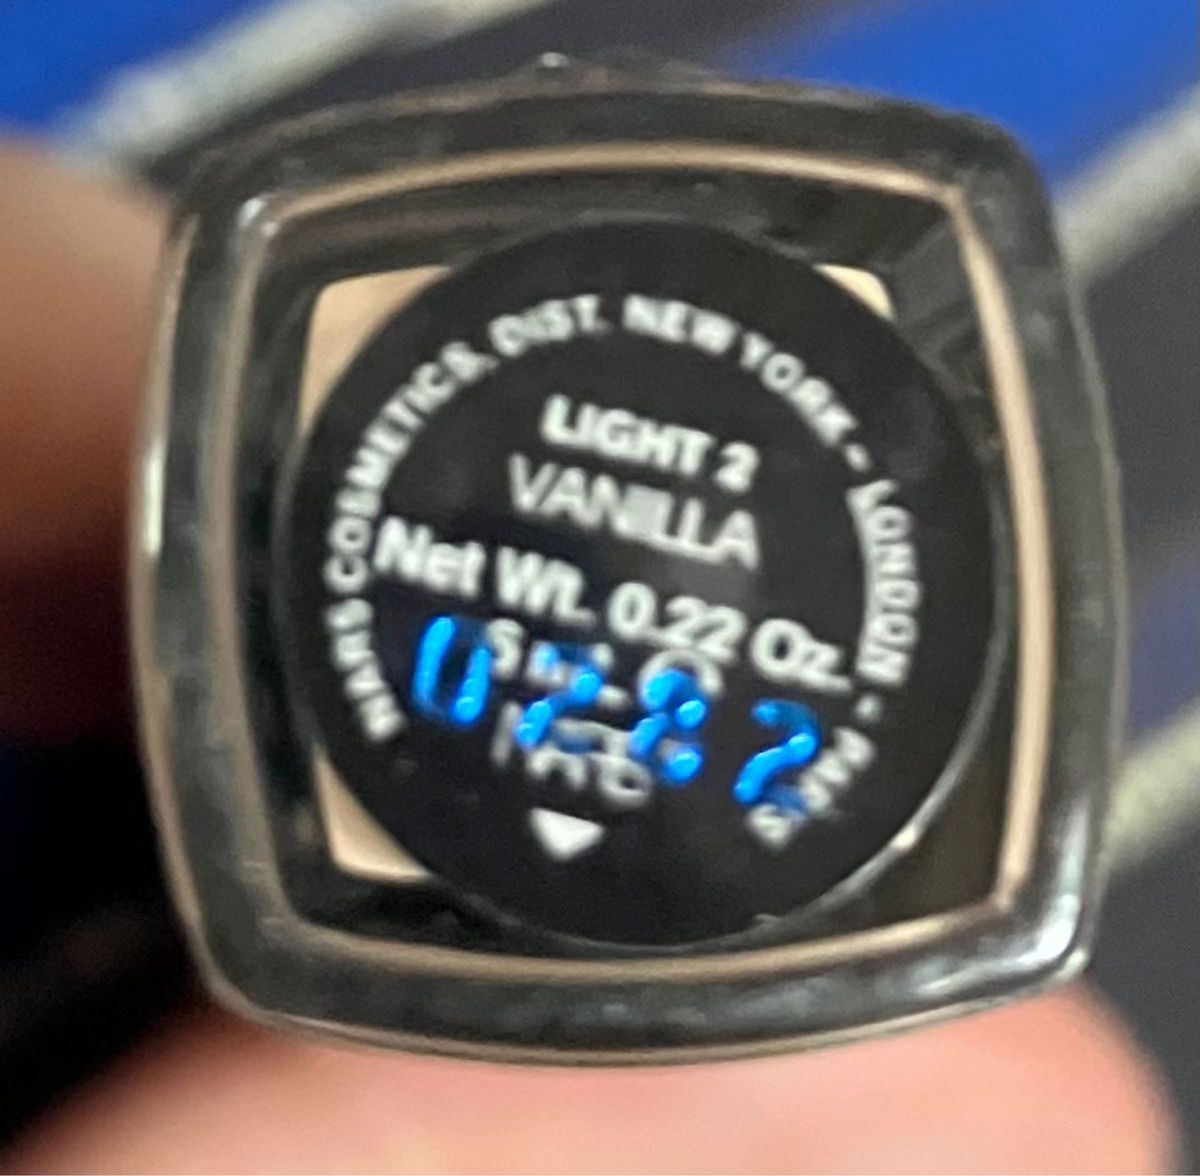 NARS COSMETICS, DIST. NEW YORK - LONDON - PARIS
LIGHT 2
VANILLA
Net Wt. 0.22 Oz.